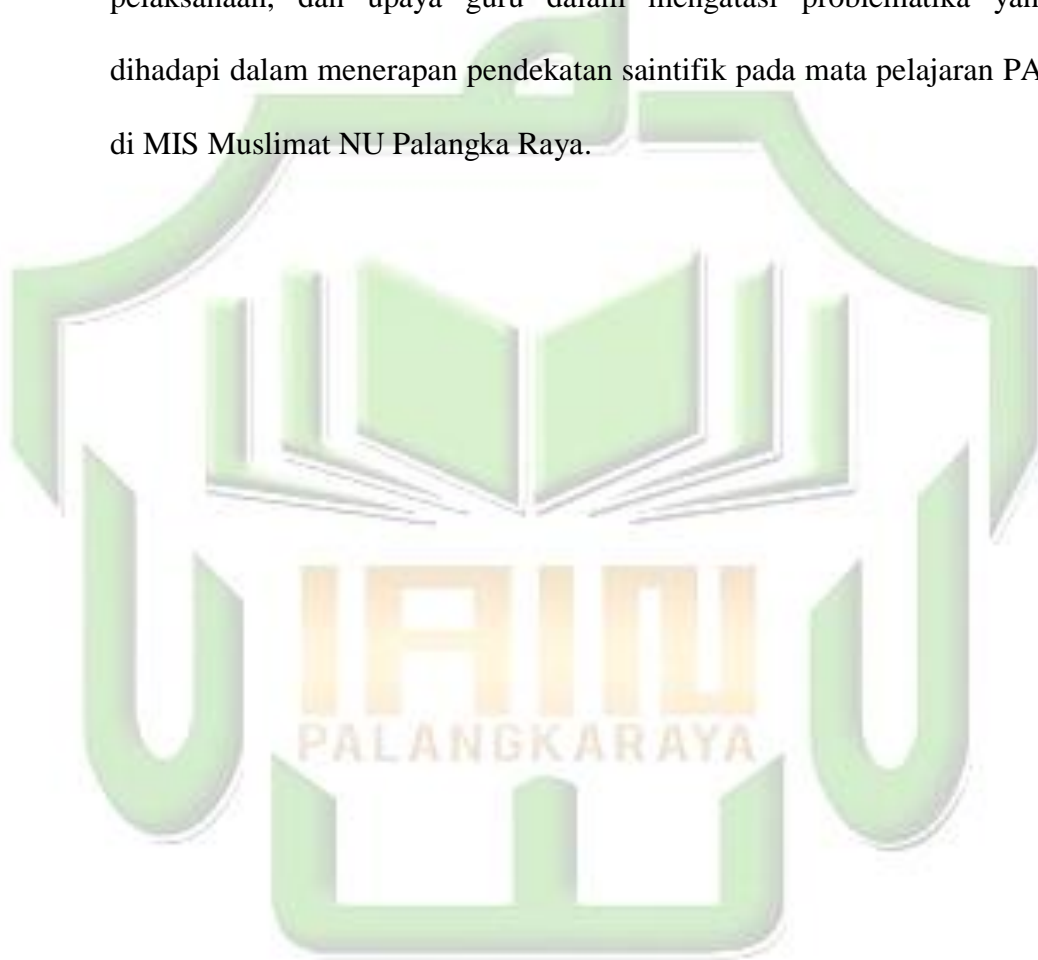 pelaksanaan, dan upaya guru dalam mengatasi problematika yan
dihadapi dalam menerapan pendekatan saintifik pada mata pelajaran PA
di MIS Muslimat NU Palangka Raya.
IAIN
PALANGKARAYA